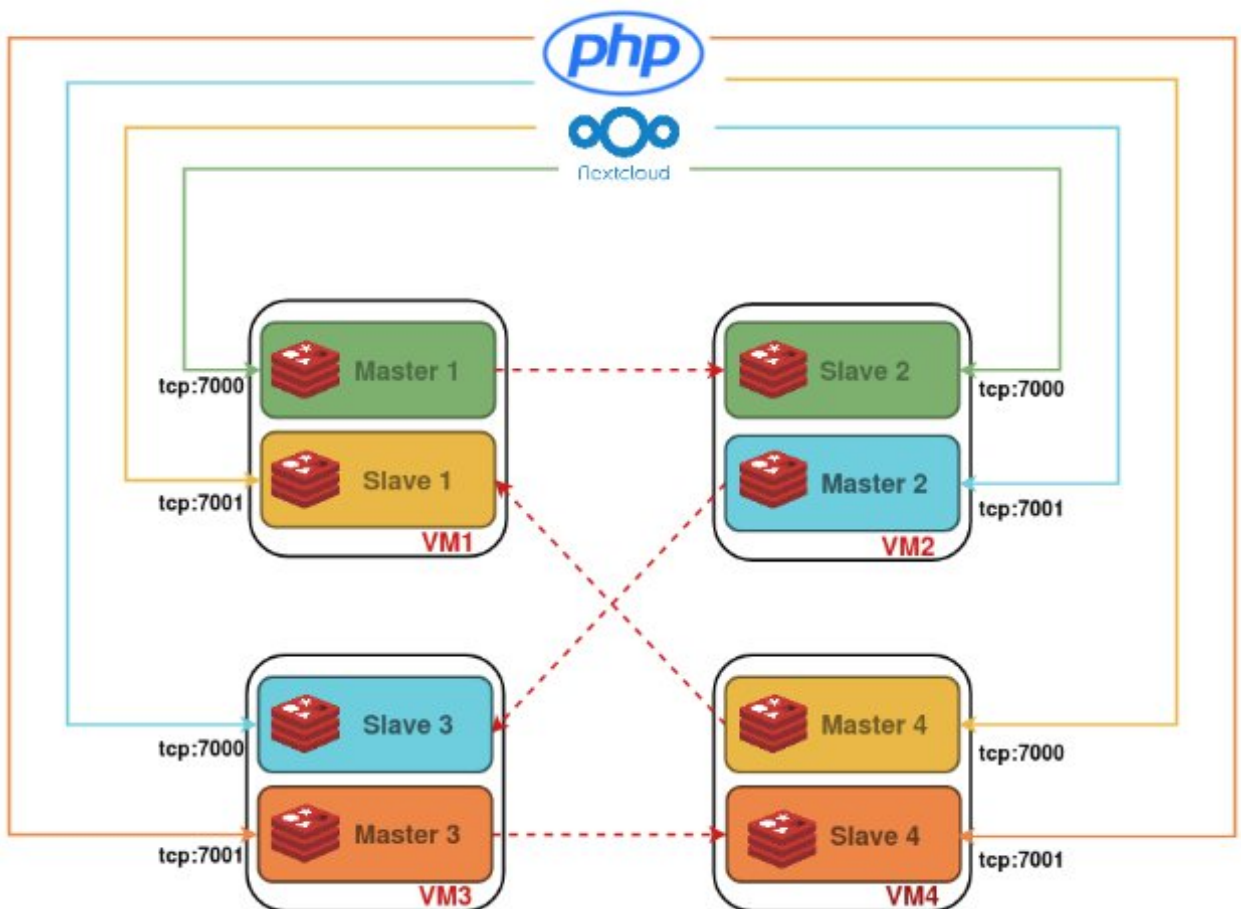 php
nextcloud
Master 1
Slave 2
tcp:7000
tcp:7000
Slave 1
Master 2
tcp:7001
tcp:7001
VM1
VM2
Slave 3
Master 4
tcp:7000
tcp:7000
Master 3
Slave 4
tcp:7001
tcp:7001
VM3
VM4